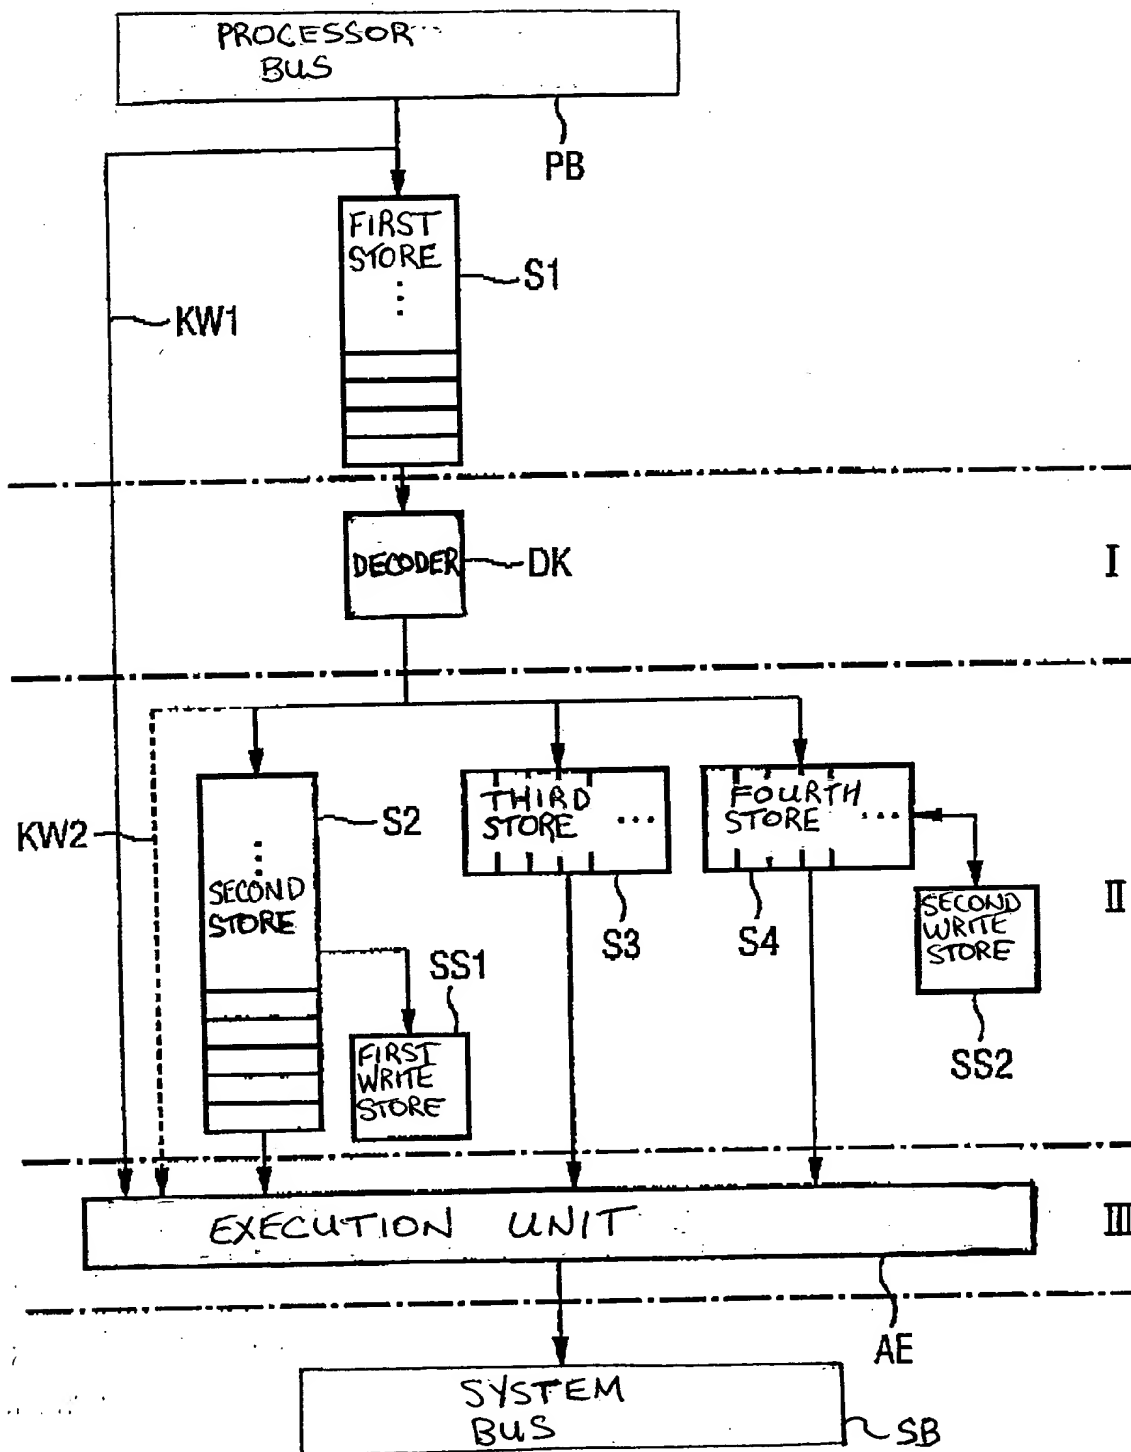 PROCESSOR
BUS
PB
FIRST
STORE
S1
KW1
DECODER
DK
I
KW2
SECOND
STORE
S2
THIRD
STORE
S3
FOURTH
STORE
S4
II
SECOND
WRITE
STORE
SS2
SS1
FIRST
WRITE
STORE
EXECUTION UNIT
III
AE
SYSTEM
BUS
SB